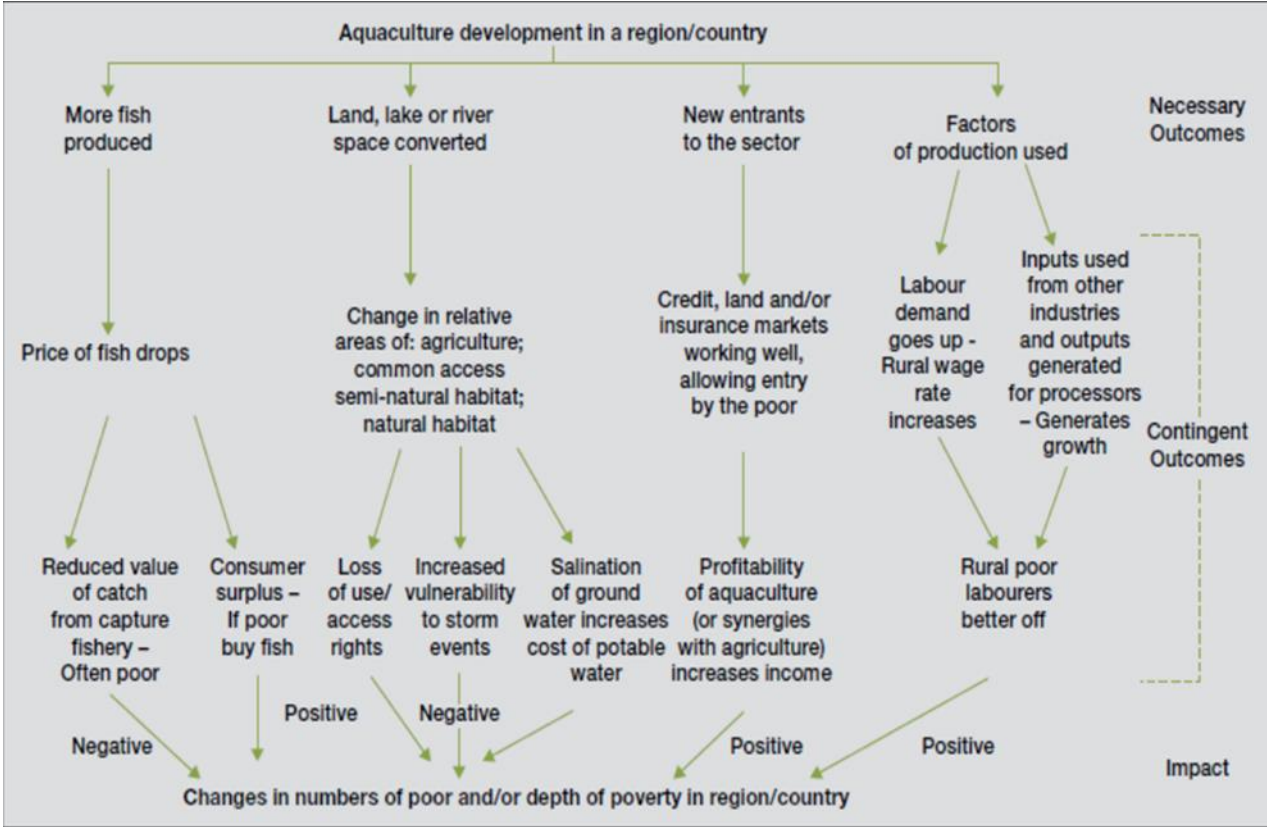 Aquaculture development in a region/country
More fish
produced
Land, lake or river
space converted
New entrants
to the sector
Factors
of production used
Necessary
Outcomes
Price of fish drops
Change in relative
areas of: agriculture;
common access
semi-natural habitat;
natural habitat
Credit, land and/or
insurance markets
working well,
allowing entry
by the poor
Labour
demand
goes up -
Rural wage
rate
increases
Inputs used
from other
industries
and outputs
generated
for processors
– Generates
growth
Contingent
Outcomes
Reduced value
of catch
from capture
fishery –
Often poor
Consumer
surplus –
If poor
buy fish
Loss
of use/
access
rights
Increased
vulnerability
to storm
events
Salination
of ground
water increases
cost of potable
water
Profitability
of aquaculture
(or synergies
with agriculture)
increases income
Rural poor
labourers
better off
Negative
Positive
Negative
Positive
Positive
Impact
Changes in numbers of poor and/or depth of poverty in region/country